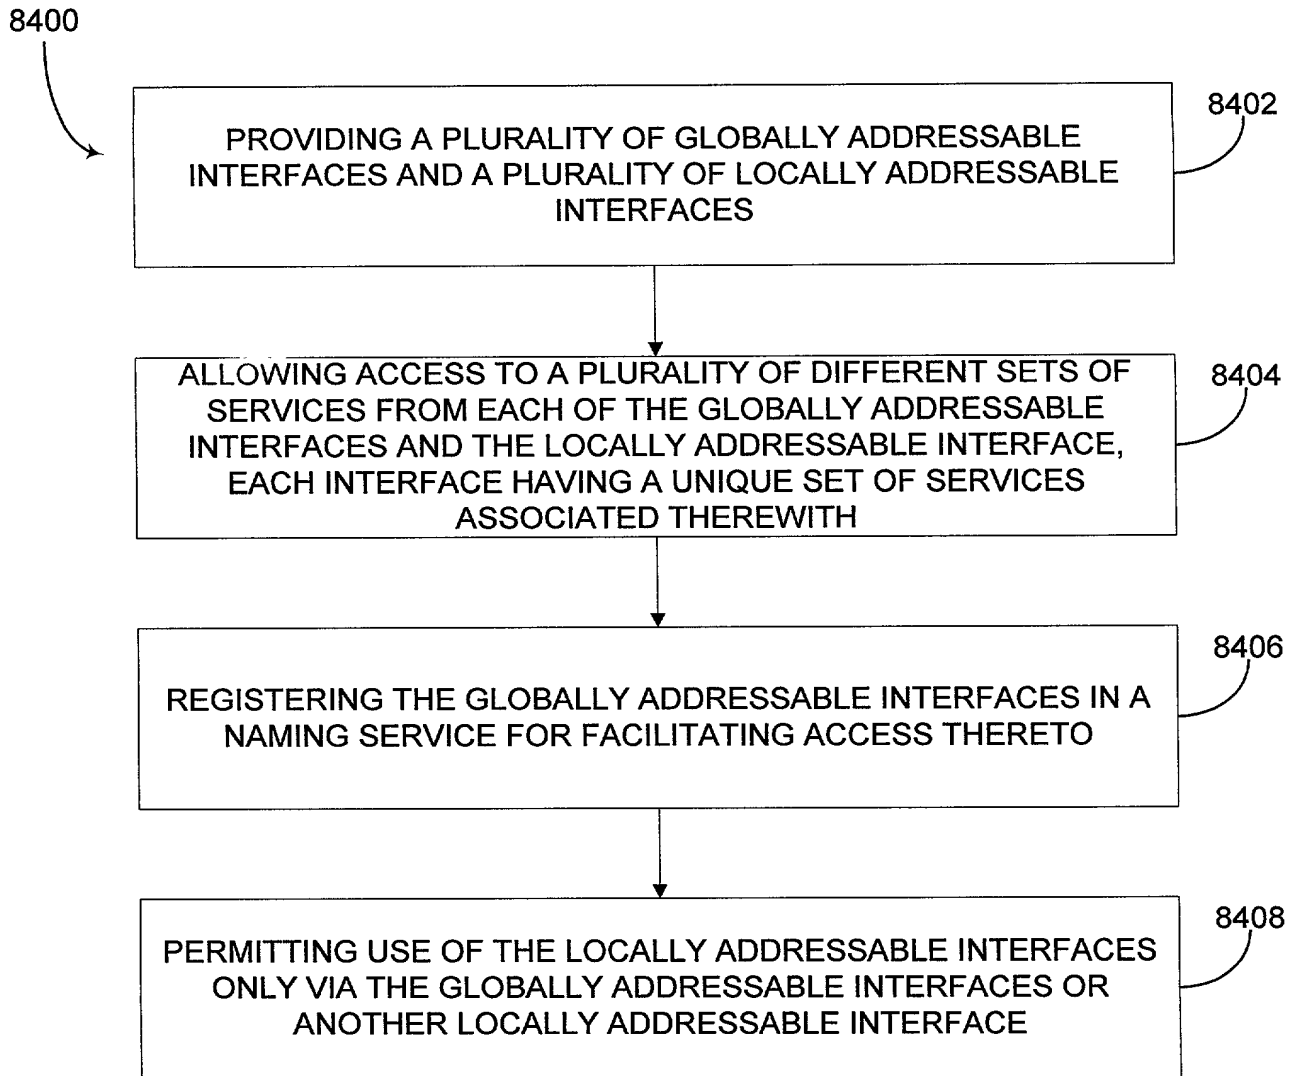 8400
8402
PROVIDING A PLURALITY OF GLOBALLY ADDRESSABLE
INTERFACES AND A PLURALITY OF LOCALLY ADDRESSABLE
INTERFACES
8404
ALLOWING ACCESS TO A PLURALITY OF DIFFERENT SETS OF
SERVICES FROM EACH OF THE GLOBALLY ADDRESSABLE
INTERFACES AND THE LOCALLY ADDRESSABLE INTERFACE,
EACH INTERFACE HAVING A UNIQUE SET OF SERVICES
ASSOCIATED THEREWITH
8406
REGISTERING THE GLOBALLY ADDRESSABLE INTERFACES IN A
NAMING SERVICE FOR FACILITATING ACCESS THERETO
8408
PERMITTING USE OF THE LOCALLY ADDRESSABLE INTERFACES
ONLY VIA THE GLOBALLY ADDRESSABLE INTERFACES OR
ANOTHER LOCALLY ADDRESSABLE INTERFACE